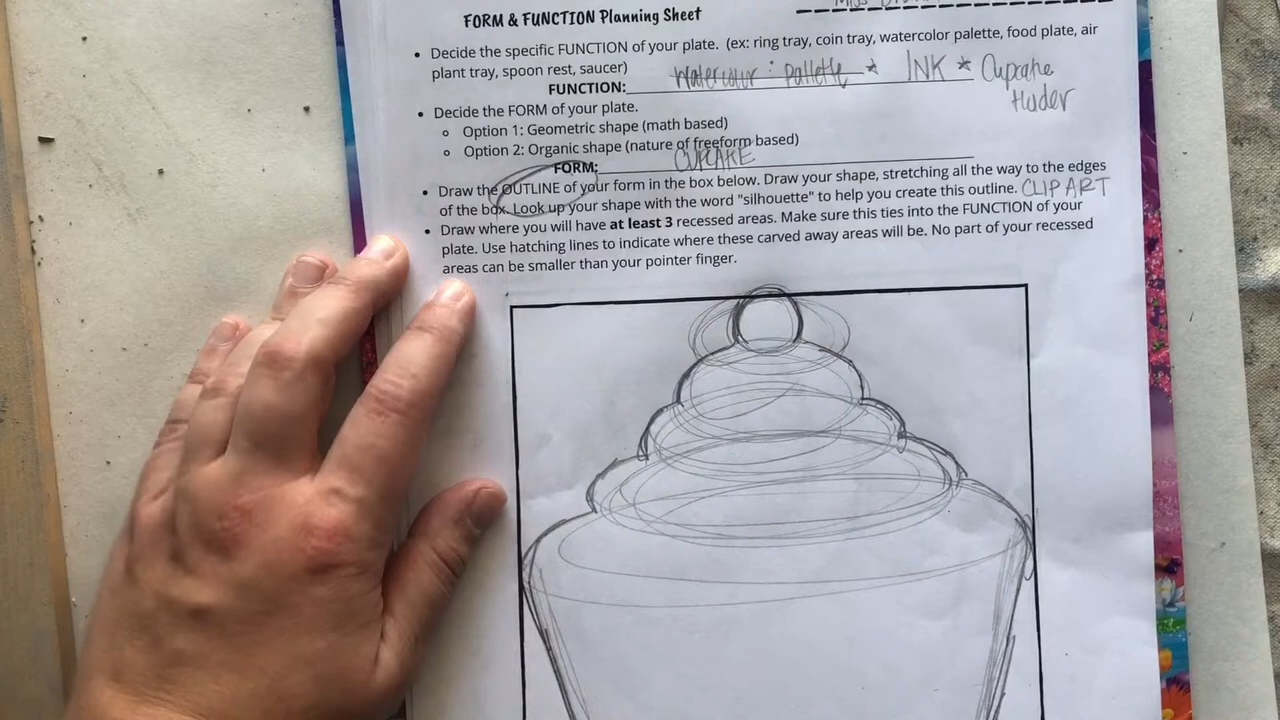 FORM & FUNCTION Planning Sheet
• Decide the specific FUNCTION of your plate. (ex: ring tray, coin tray, watercolor palette, food plate, air
plant tray, spoon rest, saucer)
FUNCTION: Watercolour : Pallette * INK * Cupcake
Holder
• Decide the FORM of your plate.
o Option 1: Geometric shape (math based)
o Option 2: Organic shape (nature of freeform based)
FORM: CUPCAKE
• Draw the OUTLINE of your form in the box below. Draw your shape, stretching all the way to the edges
of the box. Look up your shape with the word "silhouette" to help you create this outline. CLIP ART
• Draw where you will have at least 3 recessed areas. Make sure this ties into the FUNCTION of your
plate. Use hatching lines to indicate where these carved away areas will be. No part of your recessed
areas can be smaller than your pointer finger.